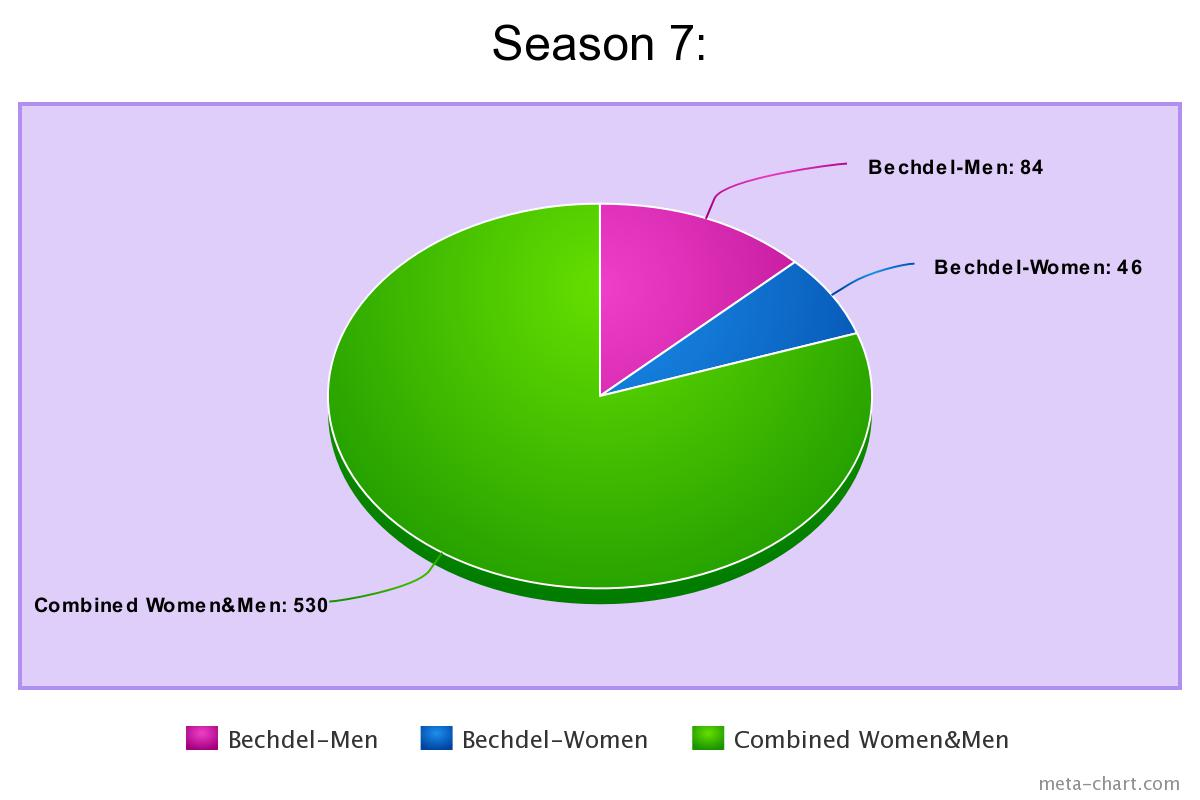 Season 7:
Bechdel-Men: 84
Bechdel-Women: 46
Combined Women&Men: 530
Bechdel-Men
Bechdel-Women
Combined Women&Men
meta-chart.com